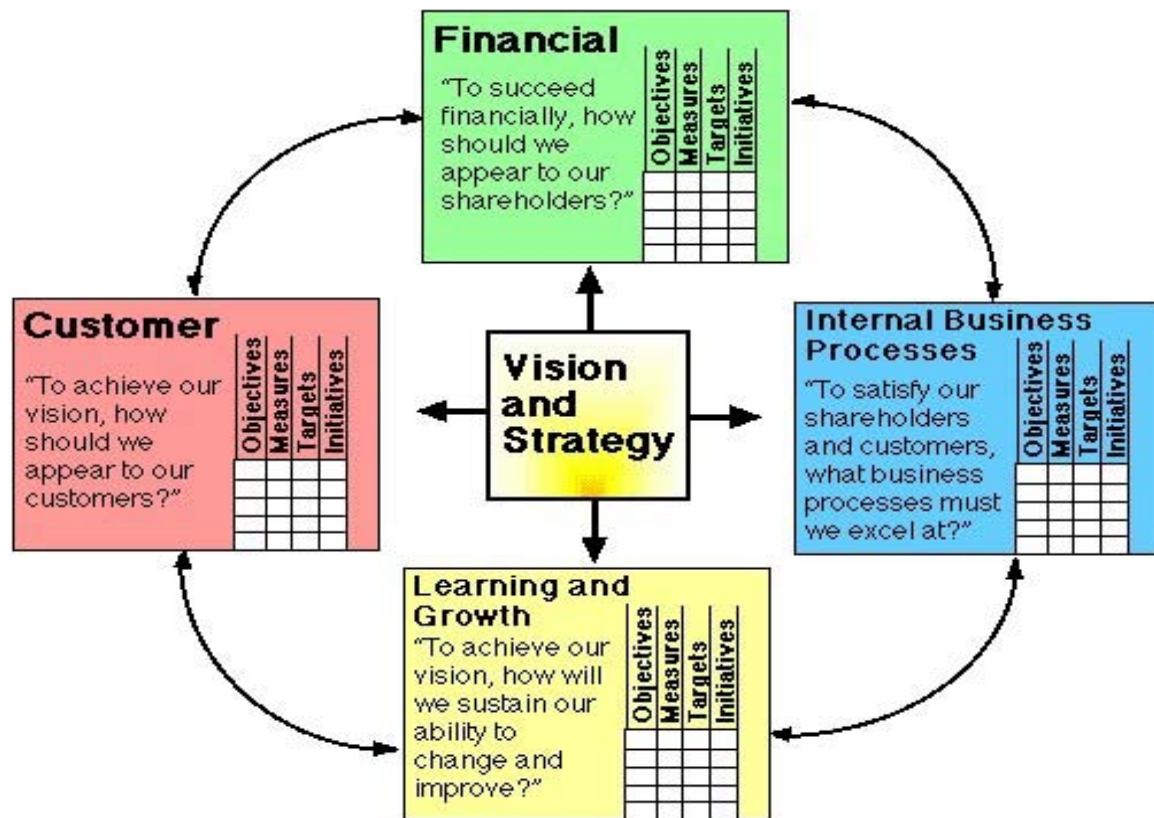 Financial
“To succeed
financially, how
should we
appear to our
shareholders?”
Objectives
Measures
Targets
Initiatives
Customer
“To achieve our
vision, how
should we
appear to our
customers?”
Objectives
Measures
Targets
Initiatives
Vision
and
Strategy
Internal Business
Processes
“To satisfy our
shareholders
and customers,
what business
processes must
we excel at?”
Objectives
Measures
Targets
Initiatives
Learning and
Growth
“To achieve our
vision, how will
we sustain our
ability to
change and
improve?”
Objectives
Measures
Targets
Initiatives